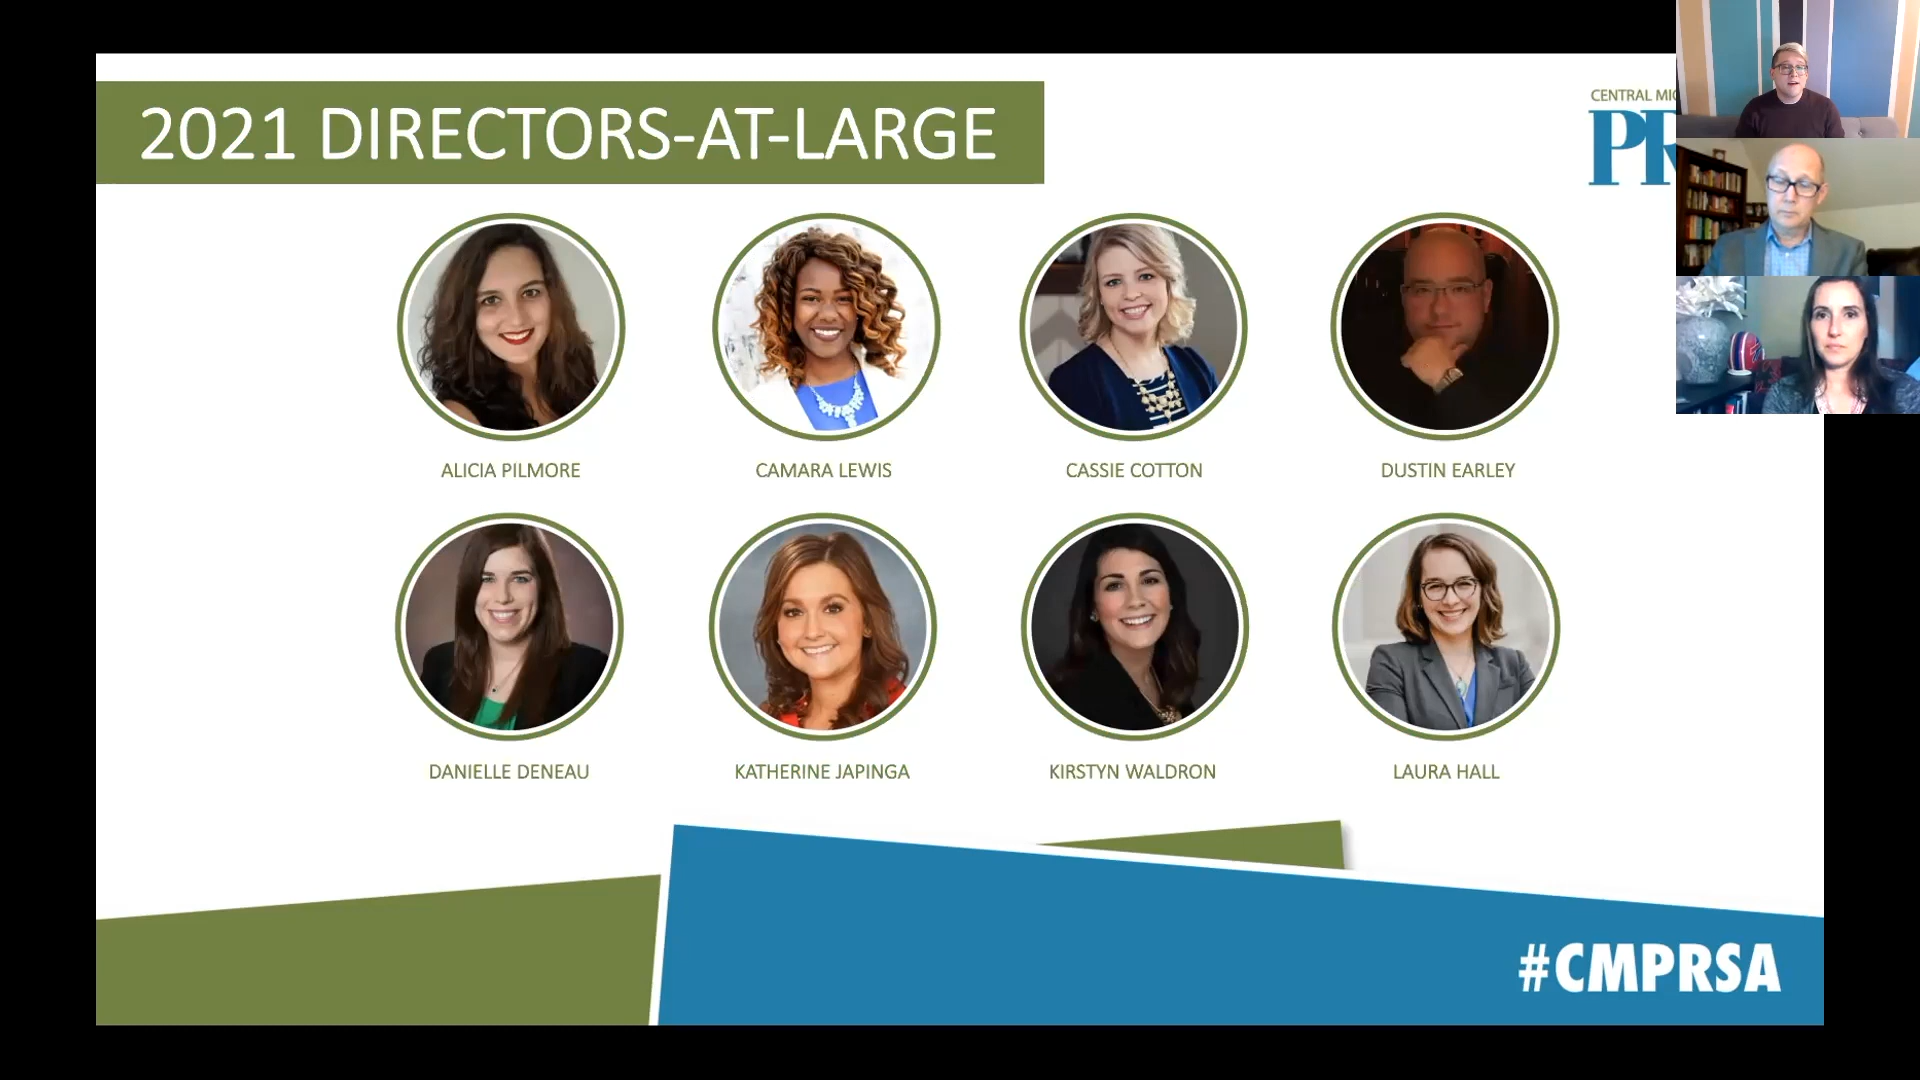 2021 DIRECTORS-AT-LARGE
CENTRAL
PR
ALICIA PILMORE
CAMARA LEWIS
CASSIE COTTON
DUSTIN EARLEY
DANIELLE DENEAU
KATHERINE JAPINGA
KIRSTYN WALDRON
LAURA HALL
#CMPRSA